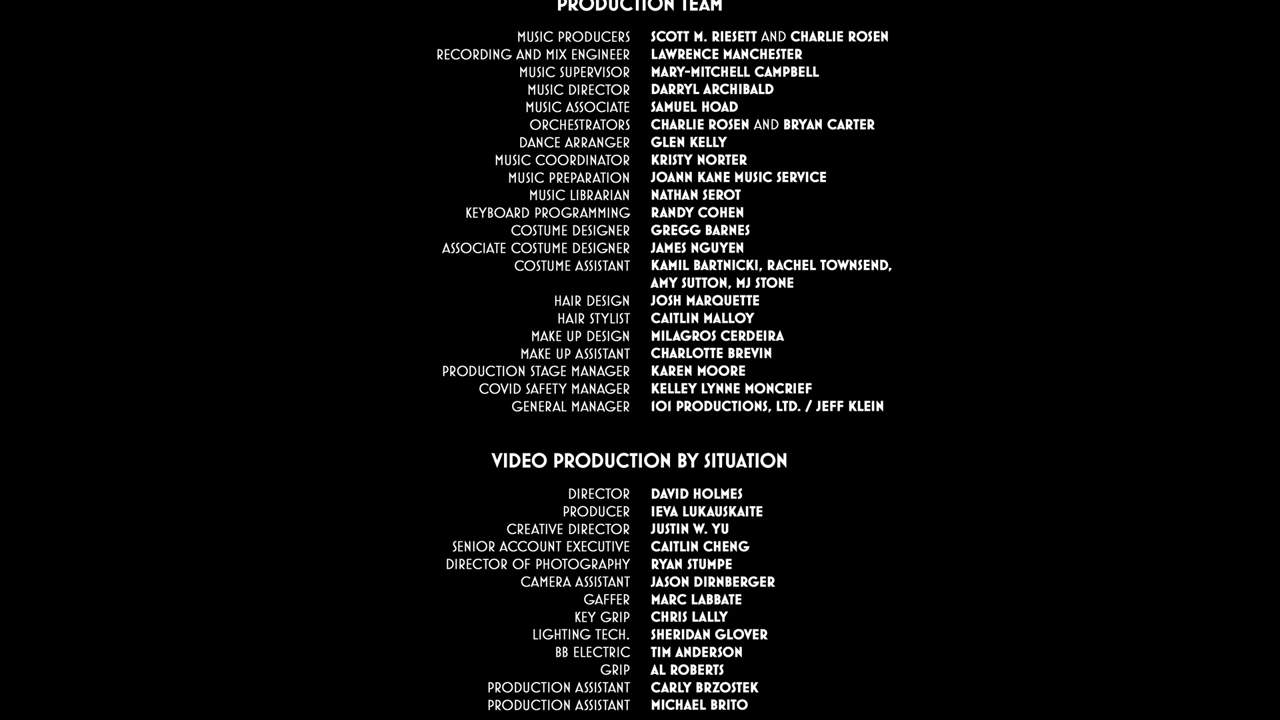 PRODUCTION TEAM
MUSIC PRODUCERS SCOTT M. RIESETT AND CHARLIE ROSEN
RECORDING AND MIX ENGINEER LAWRENCE MANCHESTER
MUSIC SUPERVISOR MARY-MITCHELL CAMPBELL
MUSIC DIRECTOR DARRYL ARCHIBALD
MUSIC ASSOCIATE SAMUEL HOAD
ORCHESTRATORS CHARLIE ROSEN AND BRYAN CARTER
DANCE ARRANGER GLEN KELLY
MUSIC COORDINATOR KRISTY NORTER
MUSIC PREPARATION JOANN KANE MUSIC SERVICE
MUSIC LIBRARIAN NATHAN SEROT
KEYBOARD PROGRAMMING RANDY COHEN
COSTUME DESIGNER GREGG BARNES
ASSOCIATE COSTUME DESIGNER JAMES NGUYEN
COSTUME ASSISTANT KAMIL BARTNICKI, RACHEL TOWNSEND,
AMY SUTTON, MJ STONE
HAIR DESIGN JOSH MARQUETTE
HAIR STYLIST CAITLIN MALLOY
MAKE UP DESIGN MILAGROS CERDEIRA
MAKE UP ASSISTANT CHARLOTTE BREVIN
PRODUCTION STAGE MANAGER KAREN MOORE
COVID SAFETY MANAGER KELLEY LYNNE MONCRIEF
GENERAL MANAGER 101 PRODUCTIONS, LTD. / JEFF KLEIN
VIDEO PRODUCTION BY SITUATION
DIRECTOR DAVID HOLMES
PRODUCER IEVA LUKAUSKAITE
CREATIVE DIRECTOR JUSTIN W. YU
SENIOR ACCOUNT EXECUTIVE CAITLIN CHENG
DIRECTOR OF PHOTOGRAPHY RYAN STUMPE
CAMERA ASSISTANT JASON DIRNBERGER
GAFFER MARC LABBATE
KEY GRIP CHRIS LALLY
LIGHTING TECH. SHERIDAN GLOVER
BB ELECTRIC TIM ANDERSON
GRIP AL ROBERTS
PRODUCTION ASSISTANT CARLY BRZOSTEK
PRODUCTION ASSISTANT MICHAEL BRITO